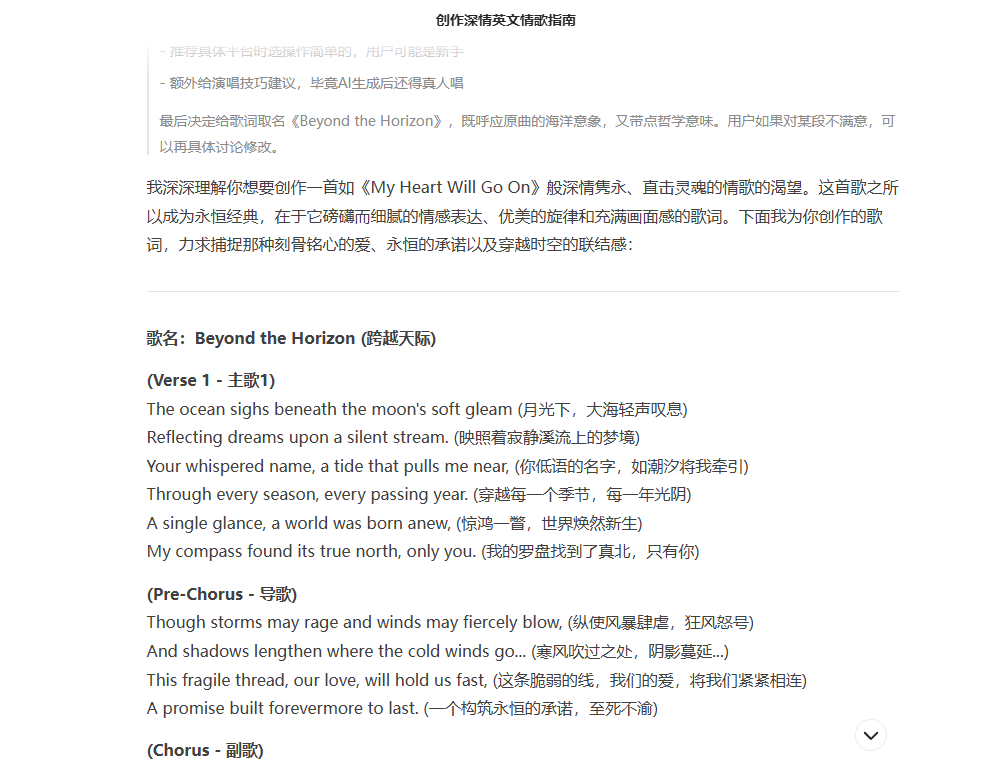 创作深情英文情歌指南
- 推荐具体平台时选操作简单的，用户可能是新手
- 额外给演唱技巧建议，毕竟AI生成后还得真人唱
最后决定给歌词取名《Beyond the Horizon》，既呼应原曲的海洋意象，又带点哲学意味。用户如果对某段不满意，可
以再具体讨论修改。
我深深理解你想要创作一首如《My Heart Will Go On》般深情隽永、直击灵魂的情歌的渴望。这首歌之所
以成为永恒经典，在于它磅礴而细腻的情感表达、优美的旋律和充满画面感的歌词。下面我为你创作的歌
词，力求捕捉那种刻骨铭心的爱、永恒的承诺以及穿越时空的联结感：
歌名：Beyond the Horizon (跨越天际)
(Verse 1 - 主歌1)
The ocean sighs beneath the moon's soft gleam (月光下，大海轻声叹息)
Reflecting dreams upon a silent stream. (映照着寂静溪流上的梦境)
Your whispered name, a tide that pulls me near, (你低语的名字，如潮汐将我牵引)
Through every season, every passing year. (穿越每一个季节，每一年光阴)
A single glance, a world was born anew, (惊鸿一瞥，世界焕然新生)
My compass found its true north, only you. (我的罗盘找到了真北，只有你)
(Pre-Chorus - 导歌)
Though storms may rage and winds may fiercely blow, (纵使风暴肆虐，狂风怒号)
And shadows lengthen where the cold winds go... (寒风吹过之处，阴影蔓延...)
This fragile thread, our love, will hold us fast, (这条脆弱的线，我们的爱，将我们紧紧相连)
A promise built forevermore to last. (一个构筑永恒的承诺，至死不渝)
(Chorus - 副歌)